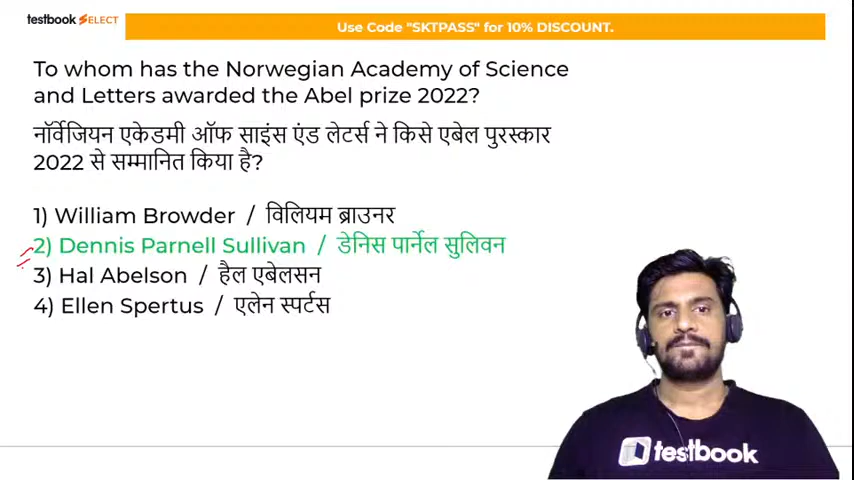 testbook SELECT
Use Code "SKTPASS" for 10% DISCOUNT.
To whom has the Norwegian Academy of Science
and Letters awarded the Abel prize 2022?
नॉर्वेजियन एकेडमी ऑफ साइंस एंड लेटर्स ने किसे एबेल पुरस्कार
2022 से सम्मानित किया है?
1) William Browder / विलियम ब्राउनर
2) Dennis Parnell Sullivan / डेनिस पार्नेल सुलिवन
3) Hal Abelson / हैल एबेलसन
4) Ellen Spertus / एलेन स्पर्टस
testbook